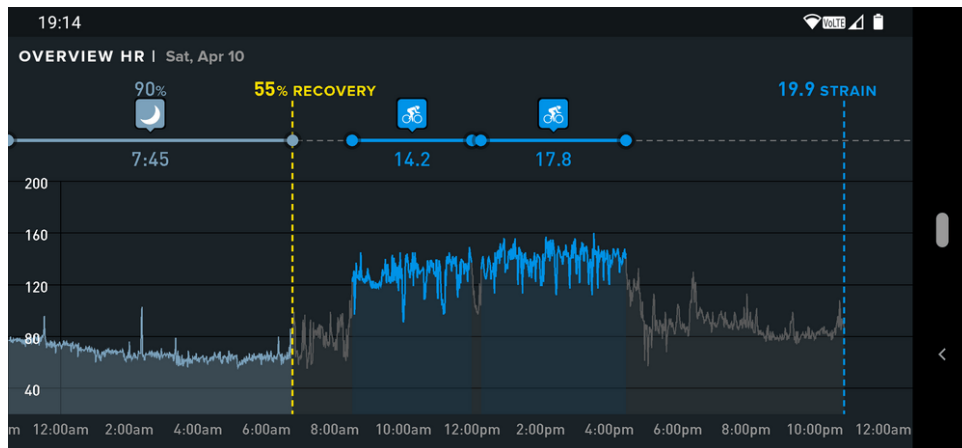 19:14
VoLTE
OVERVIEW HR | Sat, Apr 10
90% 55% RECOVERY 19.9 STRAIN
7:45 14.2 17.8
200
160
120
80
40
m 12:00am 2:00am 4:00am 6:00am 8:00am 10:00am 12:00pm 2:00pm 4:00pm 6:00pm 8:00pm 10:00pm 12:00am